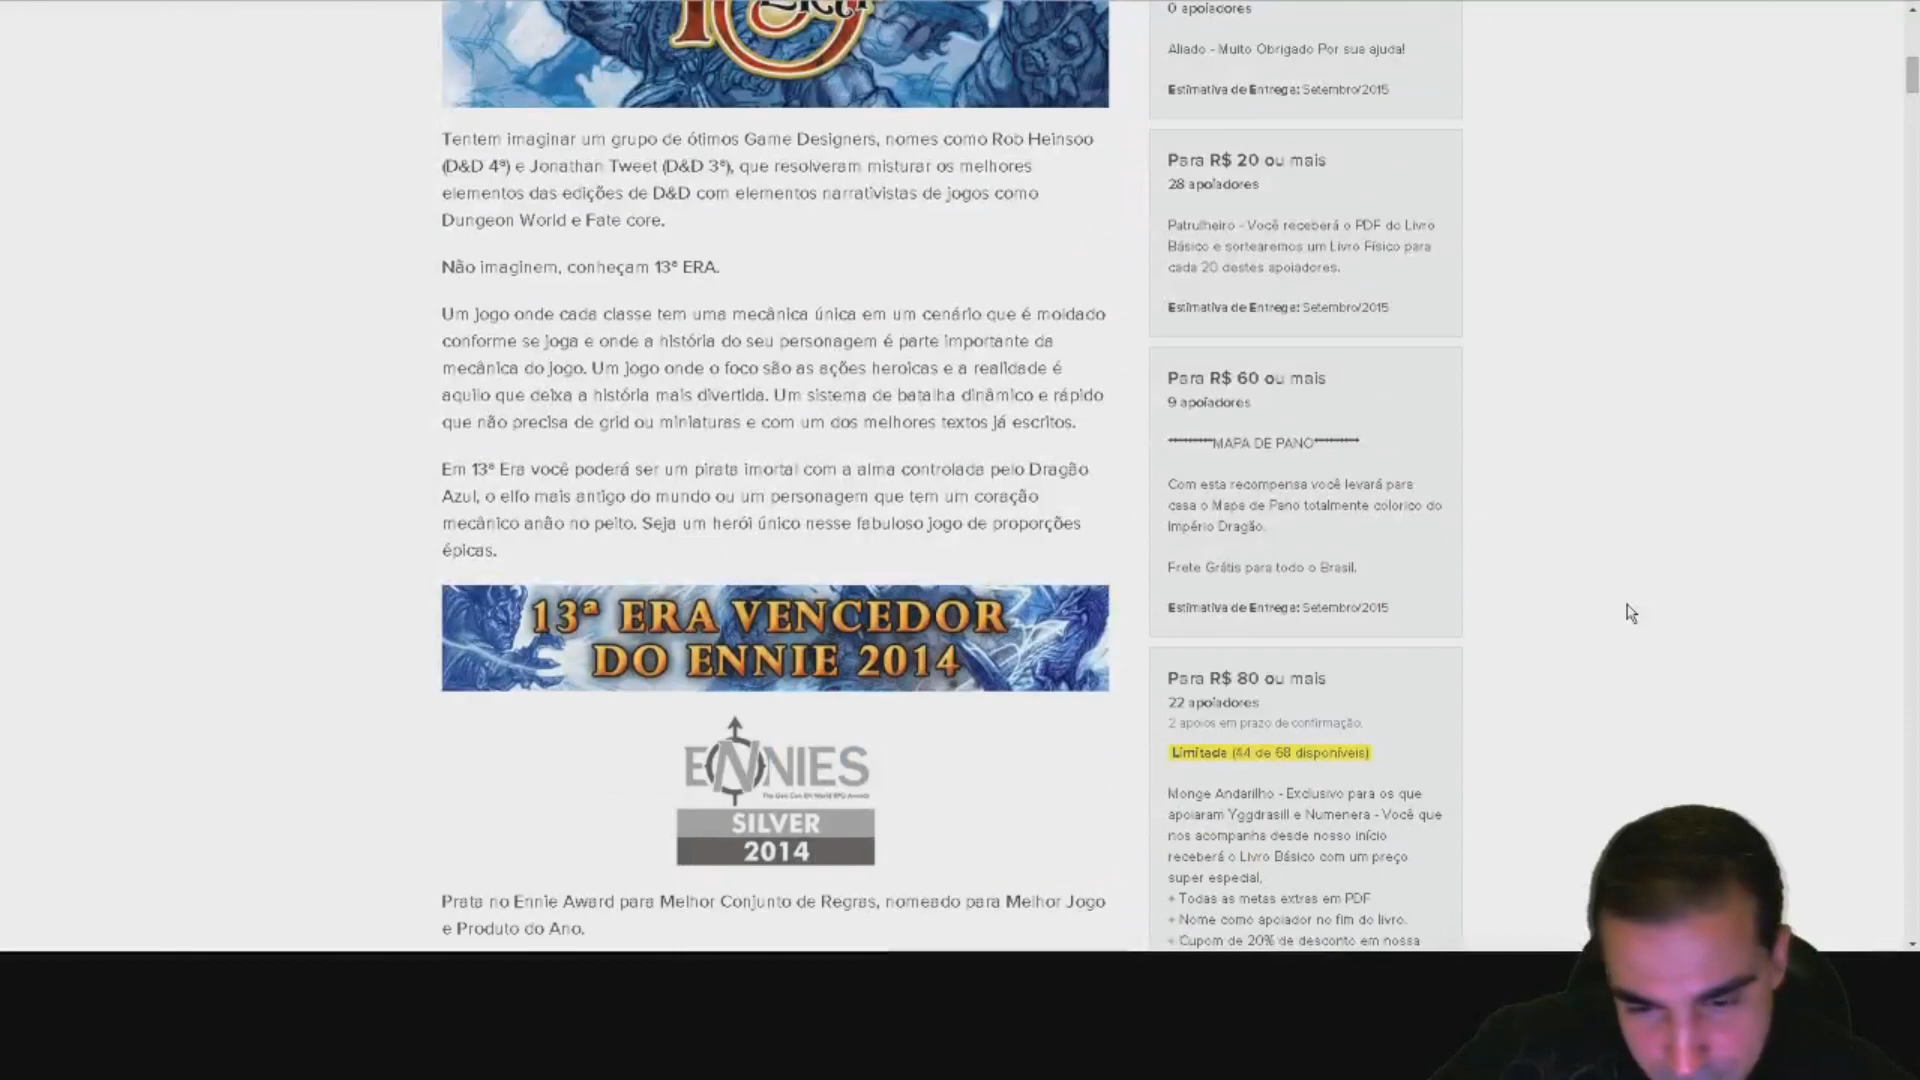 Tentem imaginar um grupo de ótimos Game Designers, nomes como Rob Heinsoo
(D&D 4ª) e Jonathan Tweet (D&D 3ª), que resolveram misturar os melhores
elementos das edições de D&D com elementos narrativistas de jogos como
Dungeon World e Fate core.
Não imaginem, conheçam 13ª ERA.
Um jogo onde cada classe tem uma mecânica única em um cenário que é moldado
conforme se joga e onde a história do seu personagem é parte importante da
mecânica do jogo. Um jogo onde o foco são as ações heroicas e a realidade é
aquilo que deixa a história mais divertida. Um sistema de batalha dinâmico e rápido
que não precisa de grid ou miniaturas e com um dos melhores textos já escritos.
Em 13ª Era você poderá ser um pirata imortal com a alma controlada pelo Dragão
Azul, o elfo mais antigo do mundo ou um personagem que tem um coração
mecânico anão no peito. Seja um herói único nesse fabuloso jogo de proporções
épicas.
13ª ERA VENCEDOR
DO ENNIE 2014
ENNIES
SILVER
2014
Prata no Ennie Award para Melhor Conjunto de Regras, nomeado para Melhor Jogo
e Produto do Ano.
0 apoiadores
Aliado - Muito Obrigado Por sua ajuda!
Estimativa de Entrega: Setembro/2015
Para R$ 20 ou mais
28 apoiadores
Patrulheiro - Você receberá o PDF do Livro
Básico e sortearemos um Livro Físico para
cada 20 destes apoiadores.
Estimativa de Entrega: Setembro/2015
Para R$ 60 ou mais
9 apoiadores
**********MAPA DE PANO**********
Com esta recompensa você levará para
casa o Mapa de Pano totalmente colorico do
Império Dragão.
Frete Grátis para todo o Brasil.
Estimativa de Entrega: Setembro/2015
Para R$ 80 ou mais
22 apoiadores
2 apoios em prazo de confirmação.
Limitada (44 de 68 disponíveis)
Monge Andarilho - Exclusivo para os que
apoiaram Yggdrasill e Numenera - Você que
nos acompanha desde nosso início
receberá o Livro Básico com um preço
super especial,
+ Todas as metas extras em PDF
+ Nome como apoiador no fim do livro.
+ Cupom de 20% de desconto em nossa